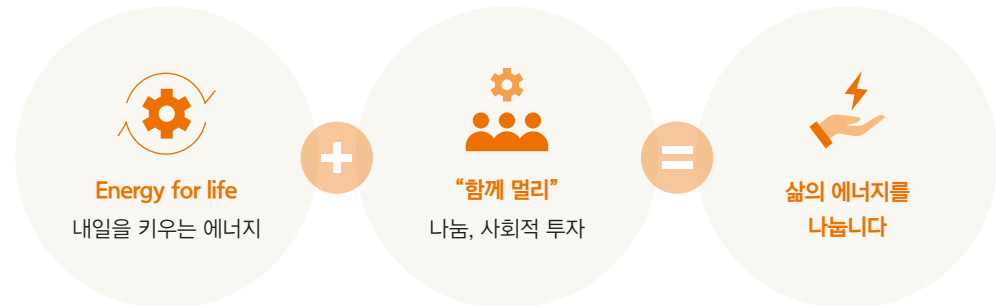 Energy for life
내일을 키우는 에너지
“함께 멀리”
나눔, 사회적 투자
삶의 에너지를
나눕니다